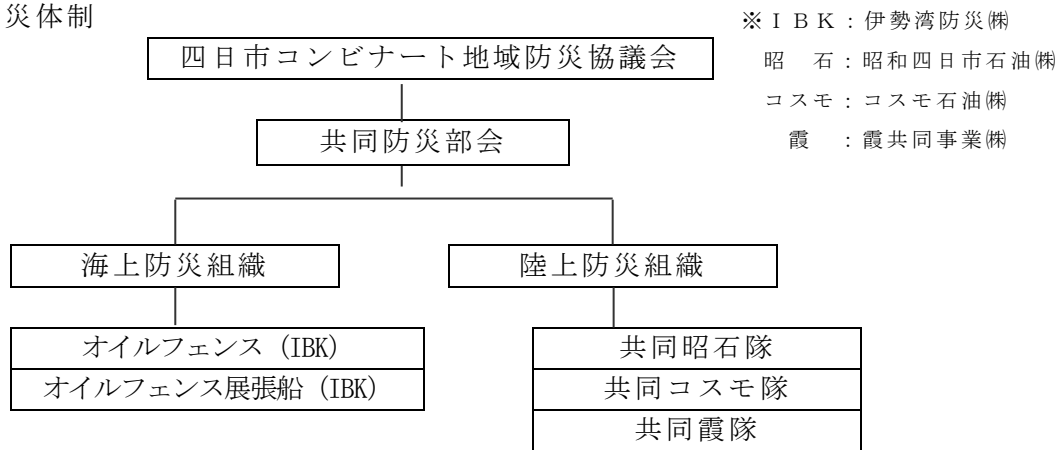 災体制
※ＩＢＫ：伊勢湾防災㈱
四日市コンビナート地域防災協議会
昭　石：昭和四日市石油㈱
コスモ：コスモ石油㈱
共同防災部会
霞　：霞共同事業㈱
海上防災組織
陸上防災組織
オイルフェンス（IBK）
共同昭石隊
オイルフェンス展張船（IBK）
共同コスモ隊
共同霞隊